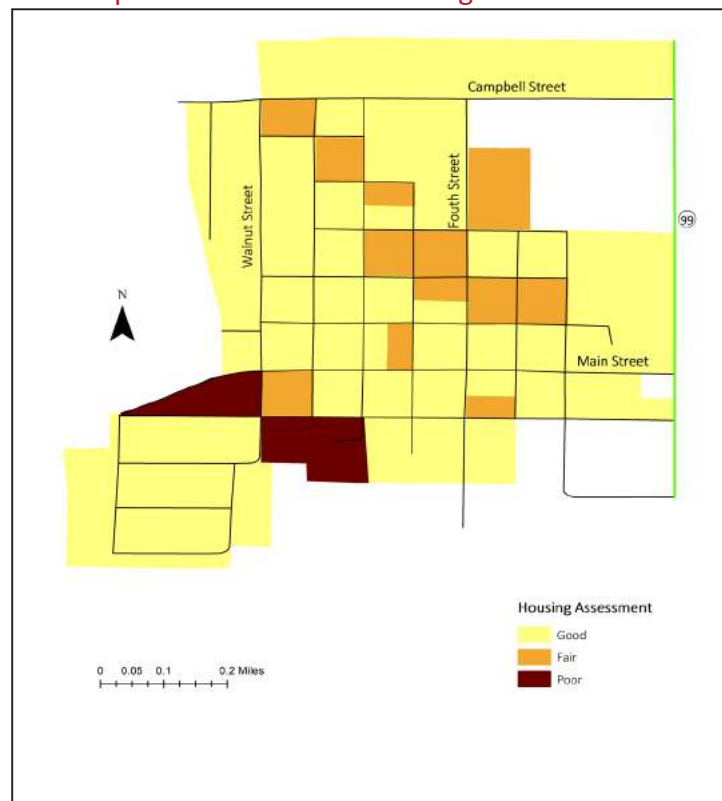 Campbell Street
Walnut Street
Fouth Street
99
N
Main Street
Housing Assessment
Good
Fair
Poor
0 0.05 0.1 0.2 Miles